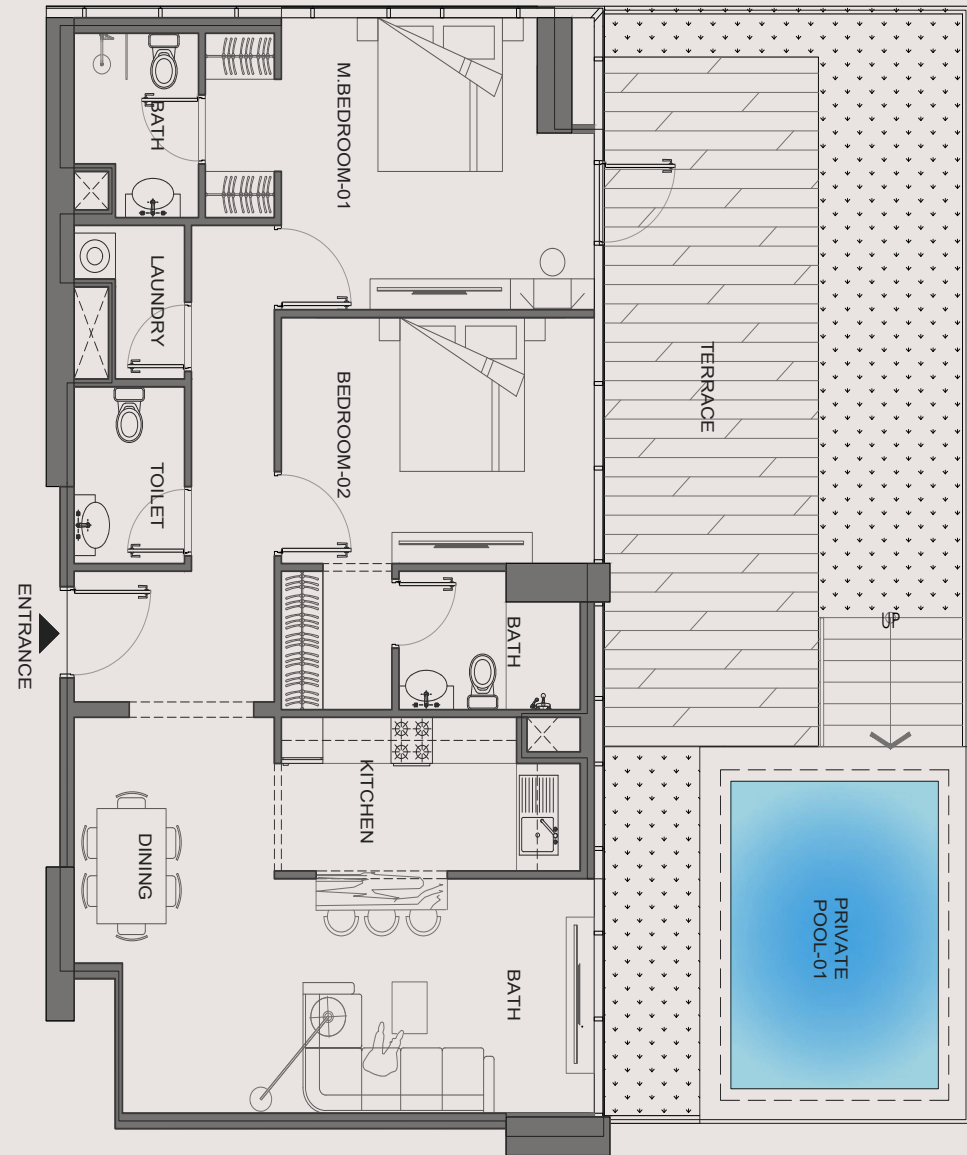 BATH
M.BEDROOM-01
LAUNDRY
TERRACE
BEDROOM-02
TOILET
ENTRANCE
BATH
UP
KITCHEN
DINING
PRIVATE
POOL-01
BATH